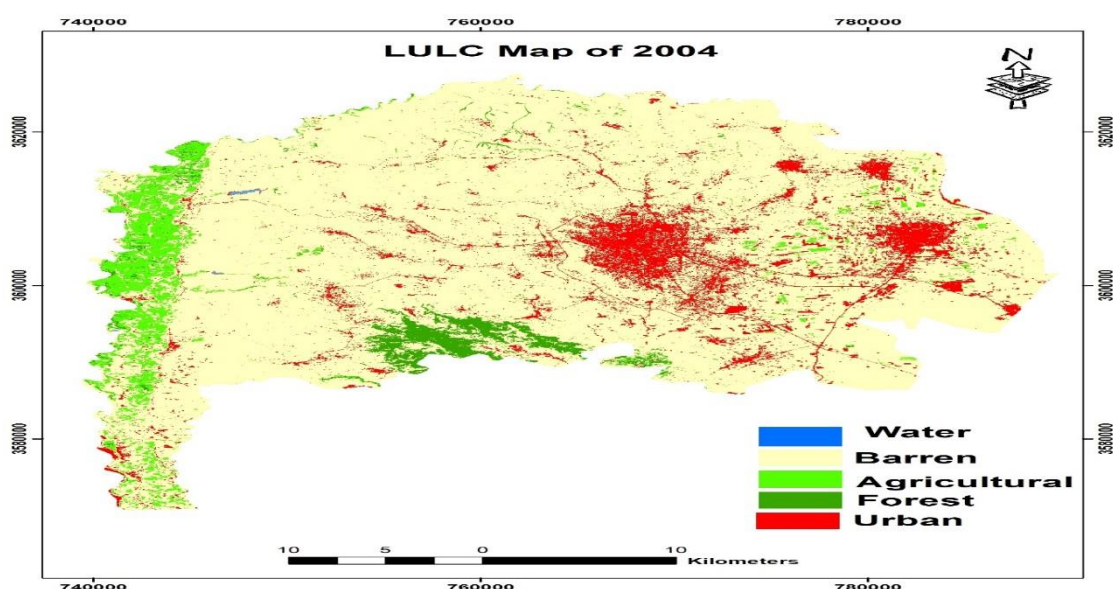 740000 760000 780000
LULC Map of 2004
N
3620000 3620000
3600000 3600000
3580000 3580000
Water
Barren
Agricultural
Forest
Urban
10 5 0 10
Kilometers
740000 760000 780000